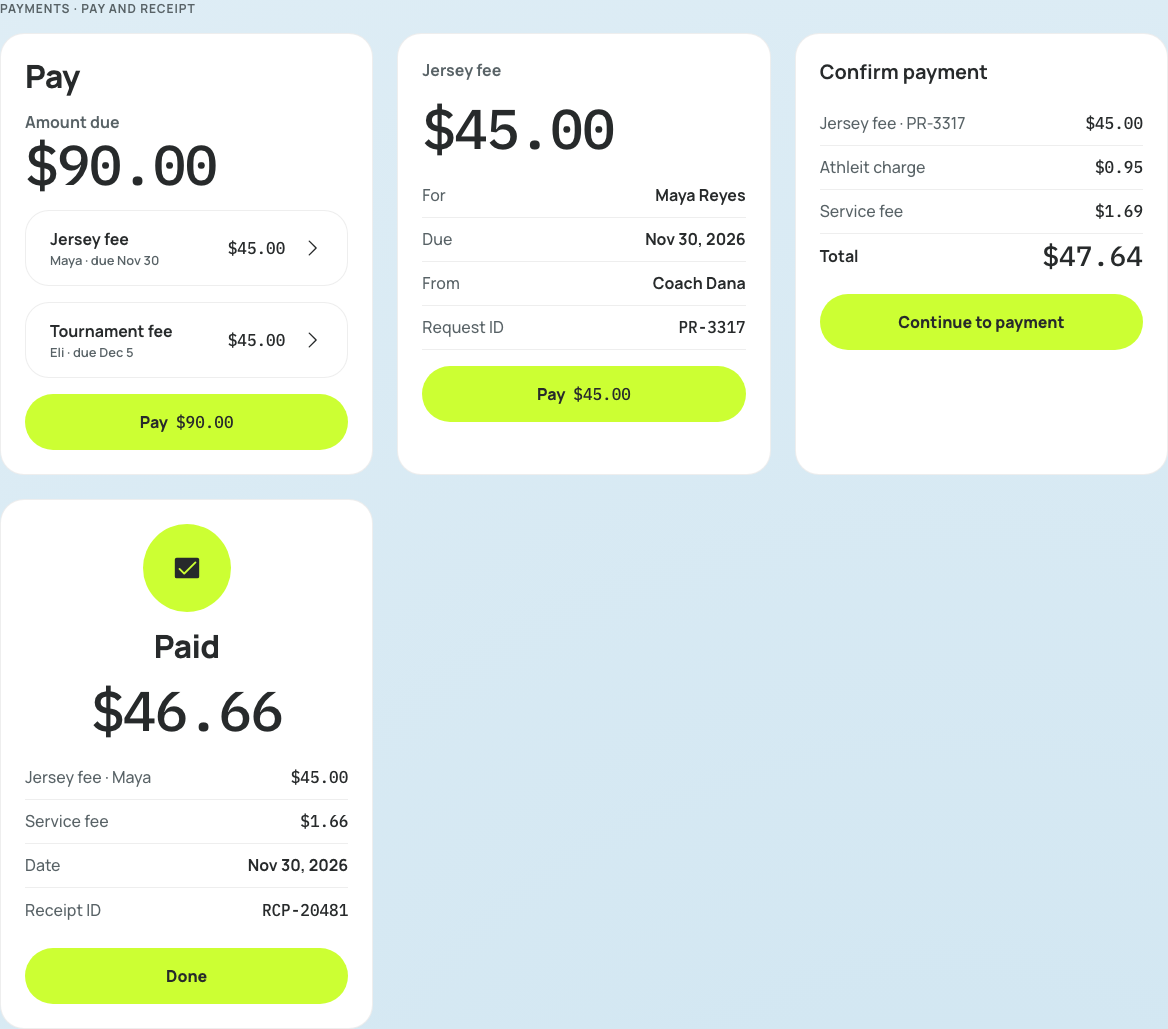 PAYMENTS · PAY AND RECEIPT
Pay
Amount due
$90.00
Jersey fee
Maya · due Nov 30
$45.00
Tournament fee
Eli · due Dec 5
$45.00
Pay $90.00
Jersey fee
$45.00
For Maya Reyes
Due Nov 30, 2026
From Coach Dana
Request ID PR-3317
Pay $45.00
Confirm payment
Jersey fee · PR-3317 $45.00
Athleit charge $0.95
Service fee $1.69
Total $47.64
Continue to payment
Paid
$46.66
Jersey fee · Maya $45.00
Service fee $1.66
Date Nov 30, 2026
Receipt ID RCP-20481
Done